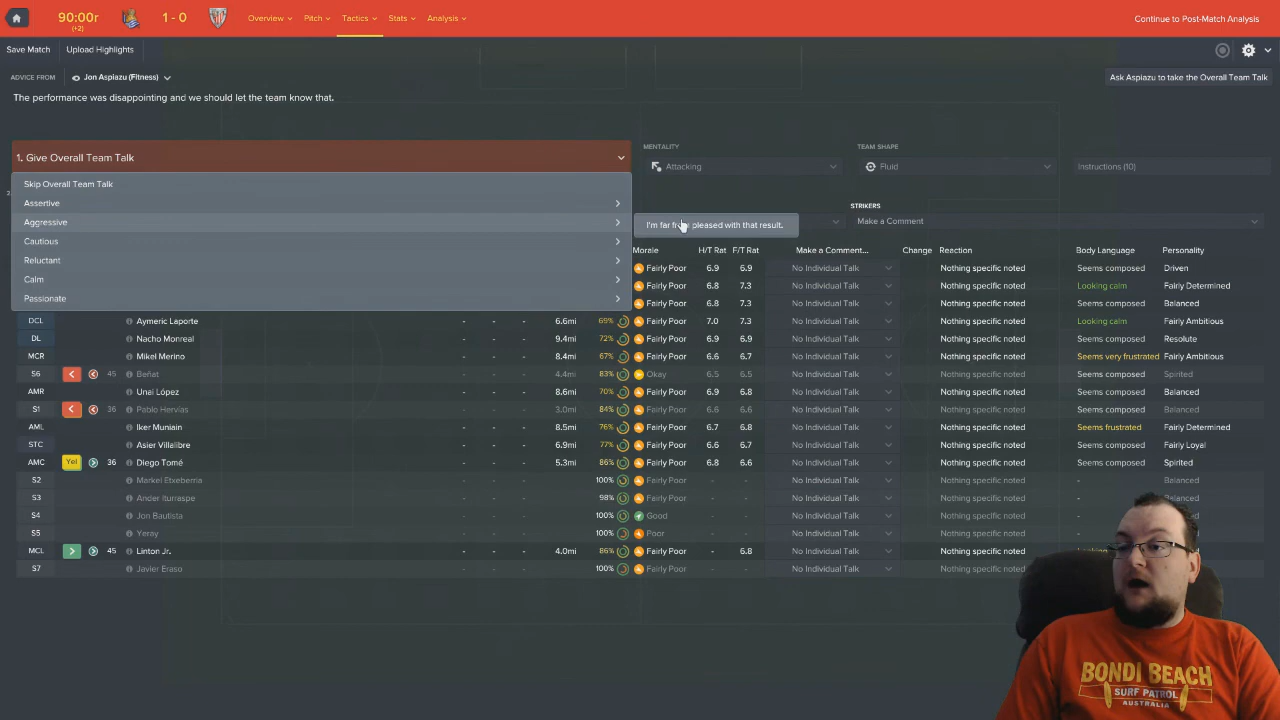 90:00r
(+2)
1 - 0
Overview
Pitch
Tactics
Stats
Analysis
Continue to Post-Match Analysis
Save Match
Upload Highlights
ADVICE FROM
Jon Aspiazu (Fitness)
Ask Aspiazu to take the Overall Team Talk
The performance was disappointing and we should let the team know that.
1. Give Overall Team Talk
MENTALITY
TEAM SHAPE
Attacking
Fluid
Instructions (10)
Skip Overall Team Talk
Assertive
Aggressive
Cautious
Reluctant
Calm
Passionate
I'm far from pleased with that result.
STRIKERS
Make a Comment
Morale H/T Rat F/T Rat Make a Comment... Change Reaction Body Language Personality
Fairly Poor 6.9 6.9 No Individual Talk Nothing specific noted Seems composed Driven
Fairly Poor 6.8 7.3 No Individual Talk Nothing specific noted Looking calm Fairly Determined
Fairly Poor 6.8 7.3 No Individual Talk Nothing specific noted Seems composed Balanced
DCL Aymeric Laporte - - - 6.6mi 69% Fairly Poor 7.0 7.3 No Individual Talk Nothing specific noted Looking calm Fairly Ambitious
DL Nacho Monreal - - - 9.4mi 72% Fairly Poor 6.9 6.9 No Individual Talk Nothing specific noted Seems composed Resolute
MCR Mikel Merino - - - 8.4mi 67% Fairly Poor 6.6 6.7 No Individual Talk Nothing specific noted Seems very frustrated Fairly Ambitious
S6 45 Beñat - - - 4.4mi 83% Okay 6.5 6.5 No Individual Talk Nothing specific noted Seems composed Spirited
AMR Unai López - - - 8.6mi 70% Fairly Poor 6.9 6.8 No Individual Talk Nothing specific noted Seems composed Balanced
S1 36 Pablo Hervías - - - 3.0mi 84% Fairly Poor 6.6 6.6 No Individual Talk Nothing specific noted Seems composed Balanced
AML Iker Muniain - - - 8.5mi 76% Fairly Poor 6.7 6.8 No Individual Talk Nothing specific noted Seems frustrated Fairly Determined
STC Asier Villalibre - - - 6.9mi 77% Fairly Poor 6.6 6.7 No Individual Talk Nothing specific noted Seems composed Fairly Loyal
AMC Yel 36 Diego Tomé - - - 5.3mi 86% Fairly Poor 6.8 6.6 No Individual Talk Nothing specific noted Seems composed Spirited
S2 Markel Etxeberria - - - 100% Fairly Poor - - No Individual Talk Nothing specific noted - Balanced
S3 Ander Iturraspe - - - 98% Fairly Poor - - No Individual Talk Nothing specific noted - Balanced
S4 Jon Bautista - - - 100% Good - - No Individual Talk Nothing specific noted -
S5 Yeray - - - 100% Poor - - No Individual Talk Nothing specific noted -
MCL 45 Linton Jr. - - - 4.0mi 86% Fairly Poor - 6.8 No Individual Talk Nothing specific noted
S7 Javier Eraso - - - 100% Fairly Poor - - No Individual Talk Nothing specific noted
BONDI BEACH
SURF PATROL
AUSTRALIA